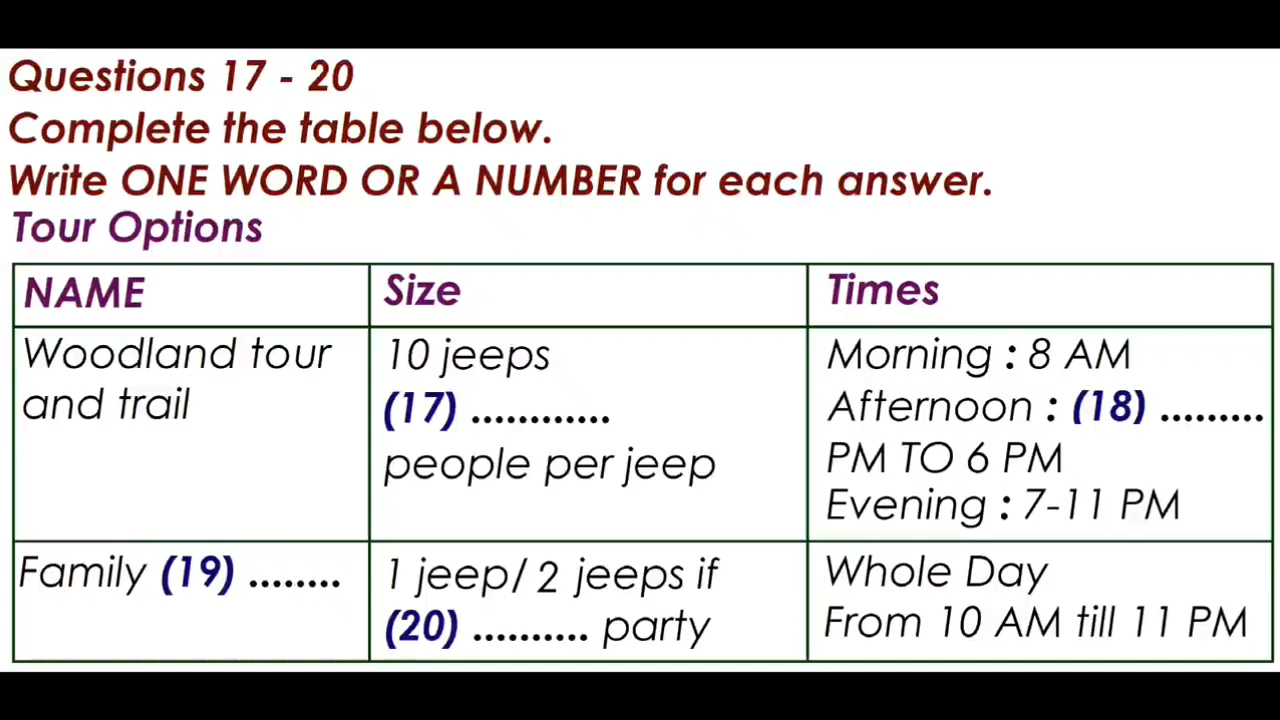 Questions 17 - 20
Complete the table below.
Write ONE WORD OR A NUMBER for each answer.
Tour Options
NAME
Size
Times
Woodland tour
and trail
10 jeeps
(17) ............
people per jeep
Morning : 8 AM
Afternoon : (18) .........
PM TO 6 PM
Evening : 7-11 PM
Family (19) ........
1 jeep/ 2 jeeps if
(20) .......... party
Whole Day
From 10 AM till 11 PM